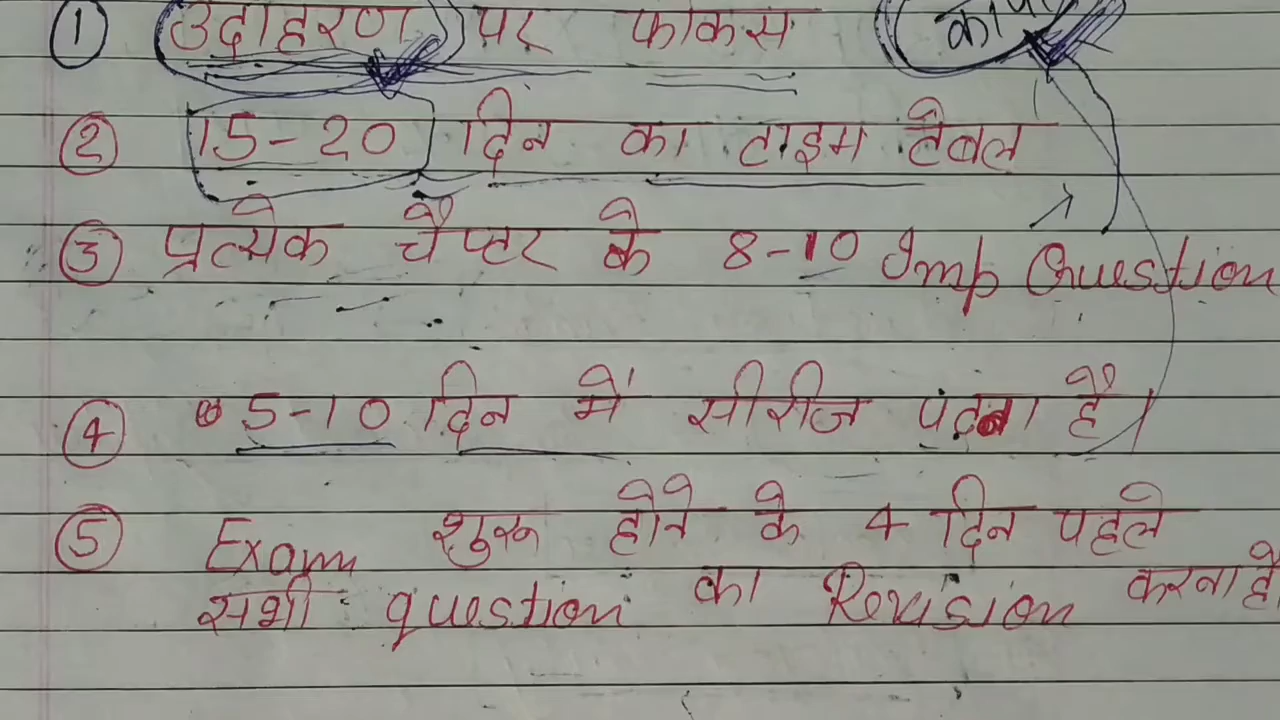 ① उदाहरण पर फोकस
② 15-20 दिन का टाइम टेबल
③ प्रत्येक चैप्टर के 8-10 Imp Question
④ 5-10 दिन में सीरीज पढ़ना है।
⑤ Exam शुरू होने के 4 दिन पहले
सभी question का Revision करना है